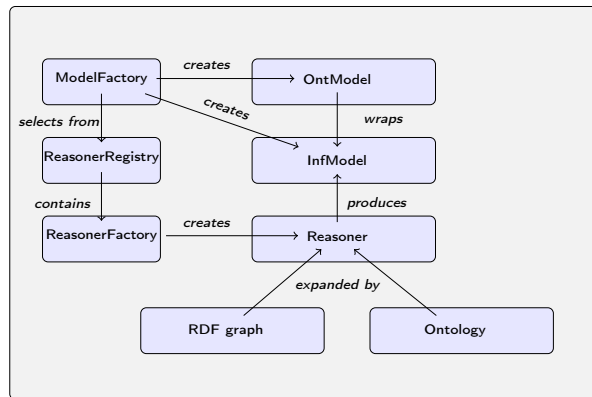 creates
ModelFactory
OntModel
creates
selects from
wraps
ReasonerRegistry
InfModel
contains
produces
creates
ReasonerFactory
Reasoner
expanded by
RDF graph
Ontology